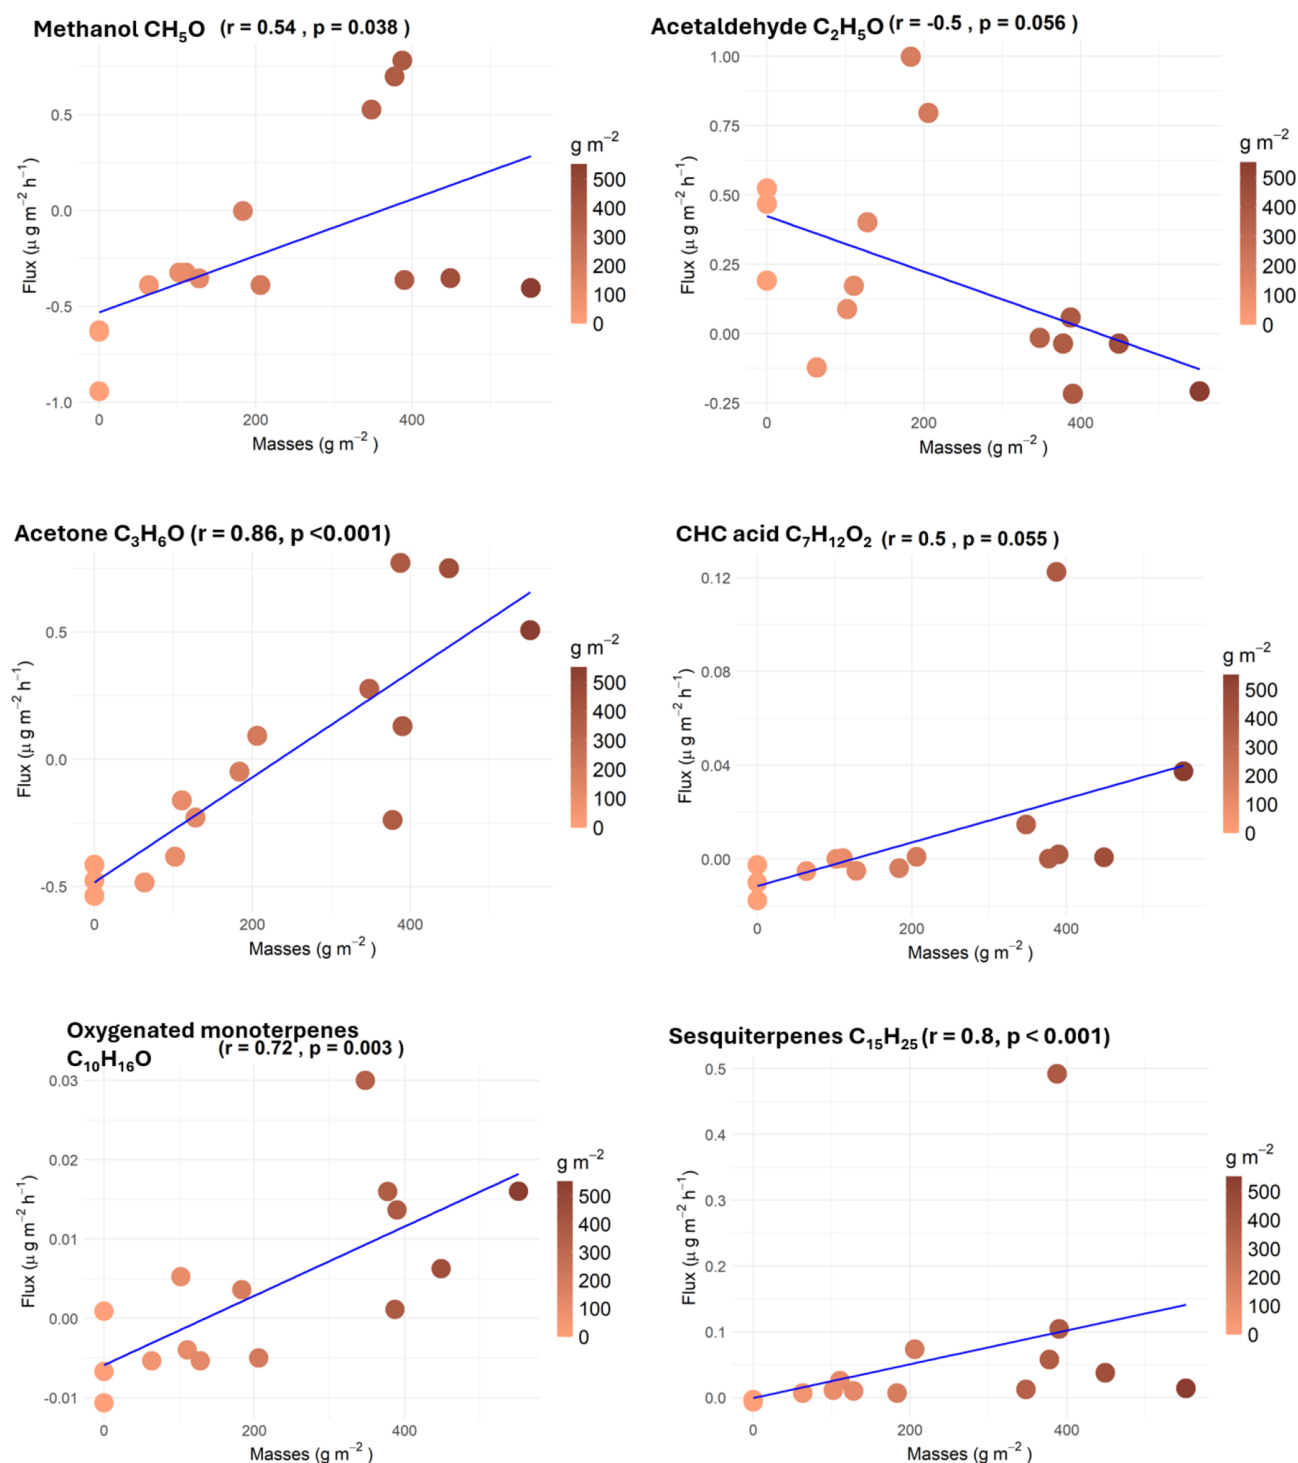 Methanol CH₅O (r = 0.54 , p = 0.038 )
0.5
0.0
-0.5
-1.0
Flux (μ g m⁻² h⁻¹)
0 200 400
Masses (g m⁻² )
g m⁻²
500
400
300
200
100
0
Acetaldehyde C₂H₅O (r = -0.5 , p = 0.056 )
1.00
0.75
0.50
0.25
0.00
-0.25
Flux (μ g m⁻² h⁻¹)
0 200 400
Masses (g m⁻² )
g m⁻²
500
400
300
200
100
0
Acetone C₃H₆O (r = 0.86, p <0.001)
0.5
0.0
-0.5
Flux (μ g m⁻² h⁻¹)
0 200 400
Masses (g m⁻² )
g m⁻²
500
400
300
200
100
0
CHC acid C₇H₁₂O₂ (r = 0.5 , p = 0.055 )
0.12
0.08
0.04
0.00
Flux (μ g m⁻² h⁻¹)
0 200 400
Masses (g m⁻² )
g m⁻²
500
400
300
200
100
0
Oxygenated monoterpenes
C₁₀H₁₆O (r = 0.72 , p = 0.003 )
0.03
0.02
0.01
0.00
-0.01
Flux (μ g m⁻² h⁻¹)
0 200 400
Masses (g m⁻² )
g m⁻²
500
400
300
200
100
0
Sesquiterpenes C₁₅H₂₅ (r = 0.8, p < 0.001)
0.5
0.4
0.3
0.2
0.1
0.0
Flux (μ g m⁻² h⁻¹)
0 200 400
Masses (g m⁻² )
g m⁻²
500
400
300
200
100
0